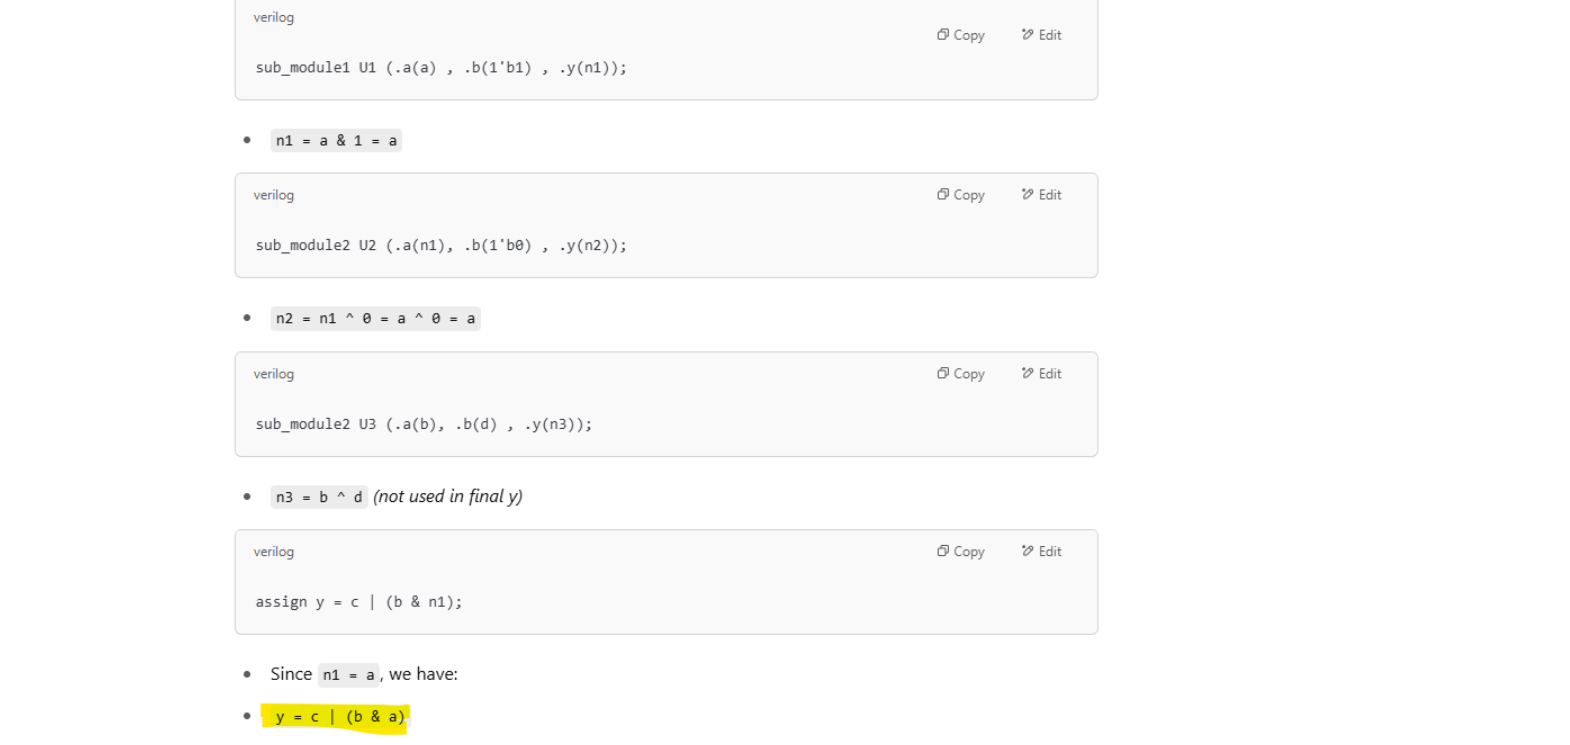 verilog
Copy Edit
sub_module1 U1 (.a(a) , .b(1'b1) , .y(n1));
n1 = a & 1 = a
verilog Copy Edit
sub_module2 U2 (.a(n1), .b(1'b0) , .y(n2));
n2 = n1 ^ 0 = a ^ 0 = a
verilog Copy Edit
sub_module2 U3 (.a(b), .b(d) , .y(n3));
n3 = b ^ d (not used in final y)
verilog Copy Edit
assign y = c | (b & n1);
Since n1 = a, we have:
y = c | (b & a)